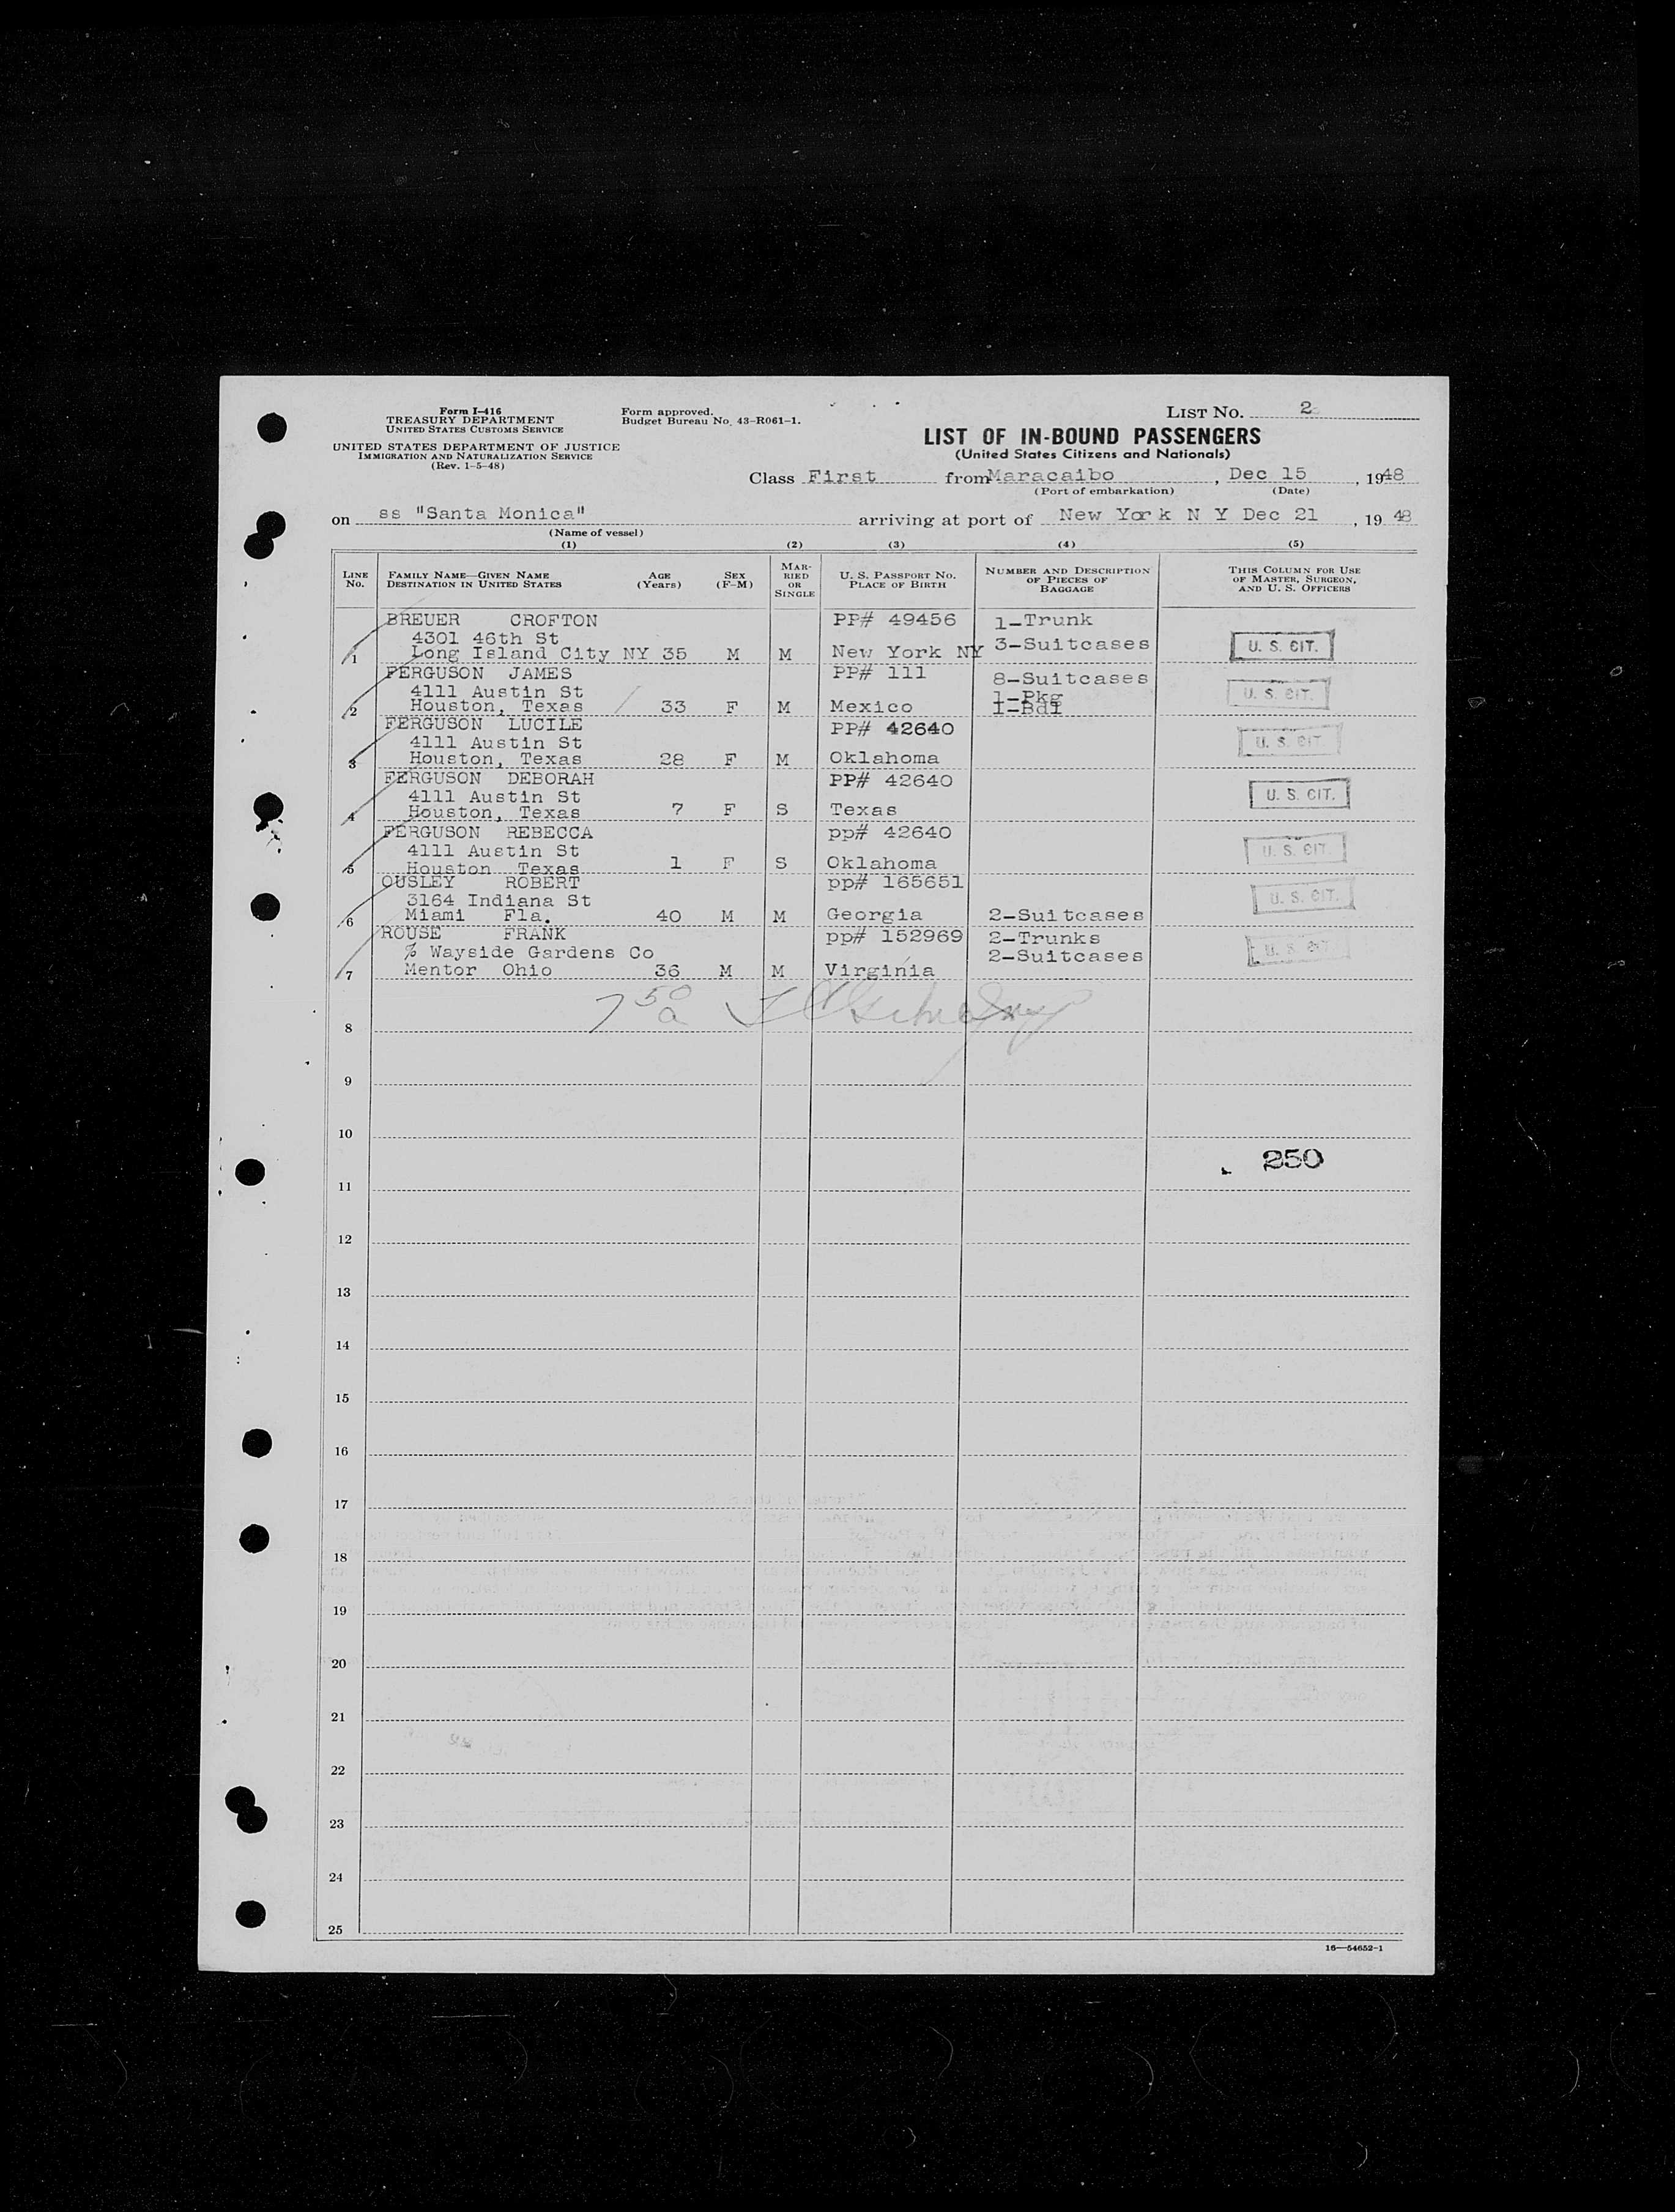 Form I-416
TREASURY DEPARTMENT
UNITED STATES CUSTOMS SERVICE
UNITED STATES DEPARTMENT OF JUSTICE
IMMIGRATION AND NATURALIZATION SERVICE
(Rev. 1-5-48)
Form approved.
Budget Bureau No. 43-R061-1.
LIST NO. 2
LIST OF IN-BOUND PASSENGERS
(United States Citizens and Nationals)
Class First from Maracaibo, Dec 15, 1948
(Port of embarkation) (Date)
on ss "Santa Monica" arriving at port of New York N Y Dec 21, 19 48
(Name of vessel)
(1) (2) (3) (4) (5)
LINE NO. FAMILY NAME—GIVEN NAME DESTINATION IN UNITED STATES AGE (Years) SEX (F-M) MARRIED OR SINGLE U. S. PASSPORT NO. PLACE OF BIRTH NUMBER AND DESCRIPTION OF PIECES OF BAGGAGE THIS COLUMN FOR USE OF MASTER, SURGEON, AND U. S. OFFICERS
BREUER CROFTON PP# 49456 1-Trunk
4301 46th St 3-Suitcases U. S. CIT.
1 Long Island City NY 35 M M New York NY
FERGUSON JAMES PP# 111 8-Suitcases
4111 Austin St 1-Pkg U. S. CIT.
2 Houston, Texas 33 F M Mexico 1-Bdl
FERGUSON LUCILE PP# 42640
4111 Austin St U. S. CIT.
3 Houston, Texas 28 F M Oklahoma
FERGUSON DEBORAH PP# 42640
4111 Austin St U. S. CIT.
4 Houston, Texas 7 F S Texas
FERGUSON REBECCA pp# 42640
4111 Austin St U. S. CIT.
5 Houston Texas 1 F S Oklahoma
OUSLEY ROBERT pp# 165651
3164 Indiana St U. S. CIT.
6 Miami Fla. 40 M M Georgia 2-Suitcases
ROUSE FRANK pp# 152969 2-Trunks
% Wayside Gardens Co 2-Suitcases U. S. CIT.
7 Mentor Ohio 36 M M Virginia
7 50 a
8
9
10
250
11
12
13
14
15
16
17
18
19
20
21
22
23
24
25
16—54652-1